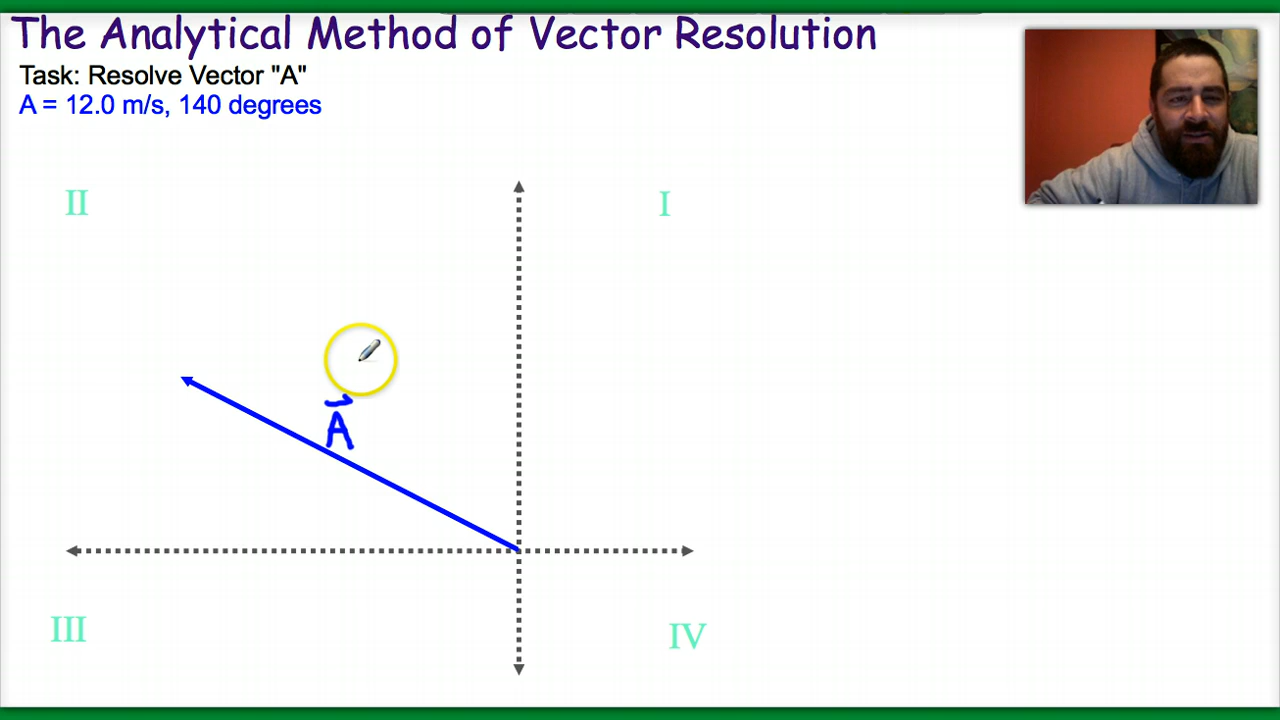 The Analytical Method of Vector Resolution
Task: Resolve Vector "A"
A = 12.0 m/s, 140 degrees
II
I
A
III
IV